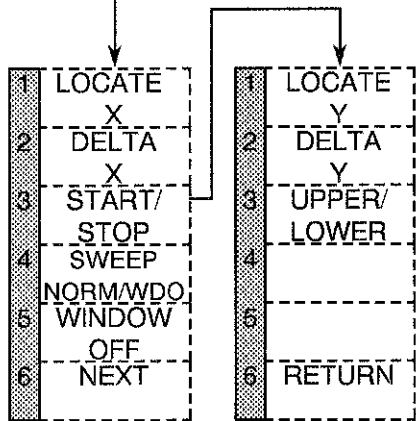 1 LOCATE
X
2 DELTA
X
3 START/
STOP
4 SWEEP
NORM/WDO
5 WINDOW
OFF
6 NEXT
1 LOCATE
Y
2 DELTA
Y
3 UPPER/
LOWER
4
5
6 RETURN